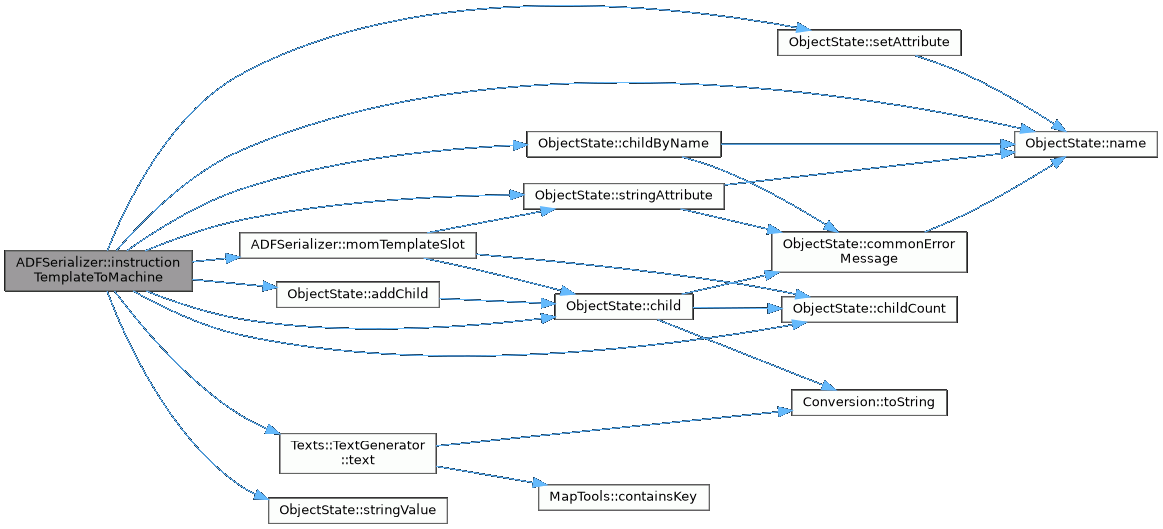 ObjectState::setAttribute
ObjectState::childByName
ObjectState::name
ObjectState::stringAttribute
ADFSerializer::momTemplateSlot
ObjectState::commonError
Message
ADFSerializer::instruction
TemplateToMachine
ObjectState::addChild
ObjectState::child
ObjectState::childCount
Conversion::toString
Texts::TextGenerator
::text
MapTools::containsKey
ObjectState::stringValue